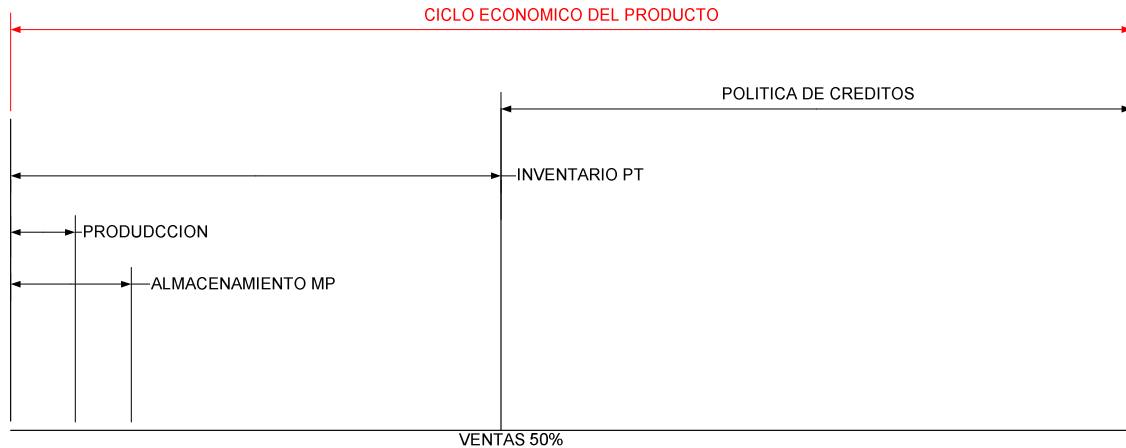 CICLO ECONOMICO DEL PRODUCTO
POLITICA DE CREDITOS
INVENTARIO PT
PRODUDCCION
ALMACENAMIENTO MP
VENTAS 50%